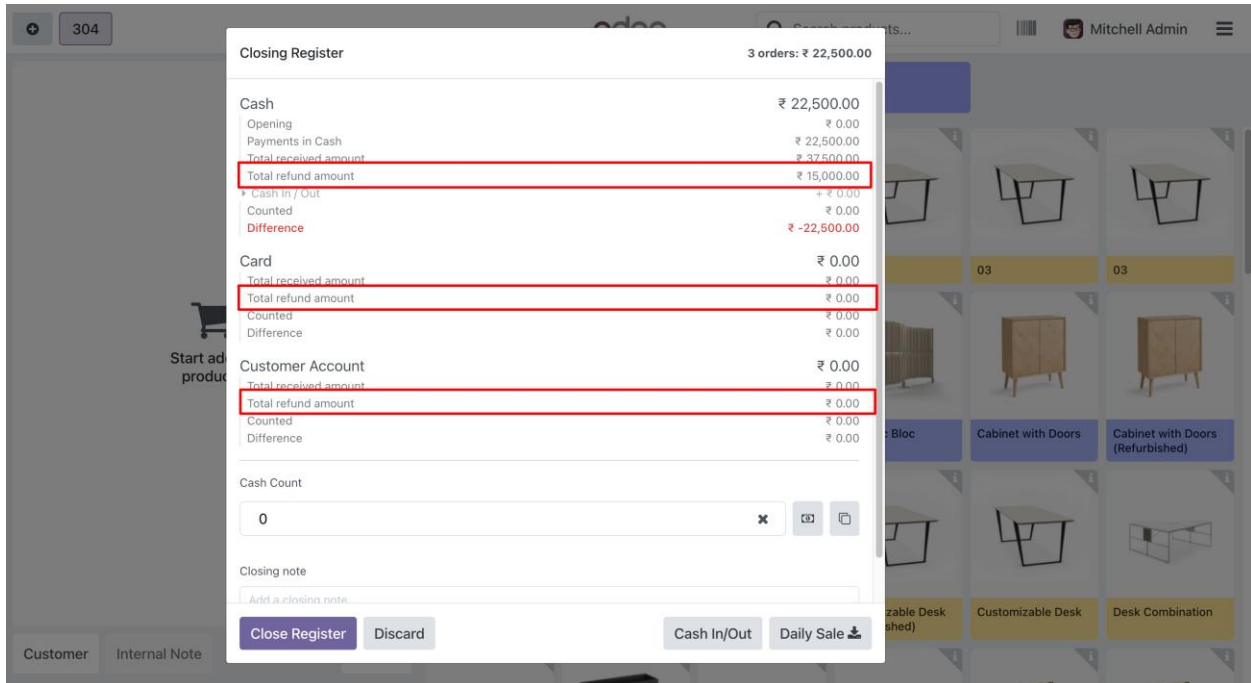 304
odoo
Search products...
Mitchell Admin
Closing Register
3 orders: ₹ 22,500.00
Cash ₹ 22,500.00
Opening ₹ 0.00
Payments in Cash ₹ 22,500.00
Total received amount ₹ 37,500.00
Total refund amount ₹ 15,000.00
Cash In / Out + ₹ 0.00
Counted ₹ 0.00
Difference ₹ -22,500.00
Card ₹ 0.00
Total received amount ₹ 0.00
Total refund amount ₹ 0.00
Counted ₹ 0.00
Difference ₹ 0.00
Customer Account ₹ 0.00
Total received amount ₹ 0.00
Total refund amount ₹ 0.00
Counted ₹ 0.00
Difference ₹ 0.00
Cash Count
0
Closing note
Add a closing note
Close Register
Discard
Cash In/Out
Daily Sale
Start ad
produc
Customer
Internal Note
03
03
Bloc
Cabinet with Doors
Cabinet with Doors
(Refurbished)
zable Desk
shed)
Customizable Desk
Desk Combination